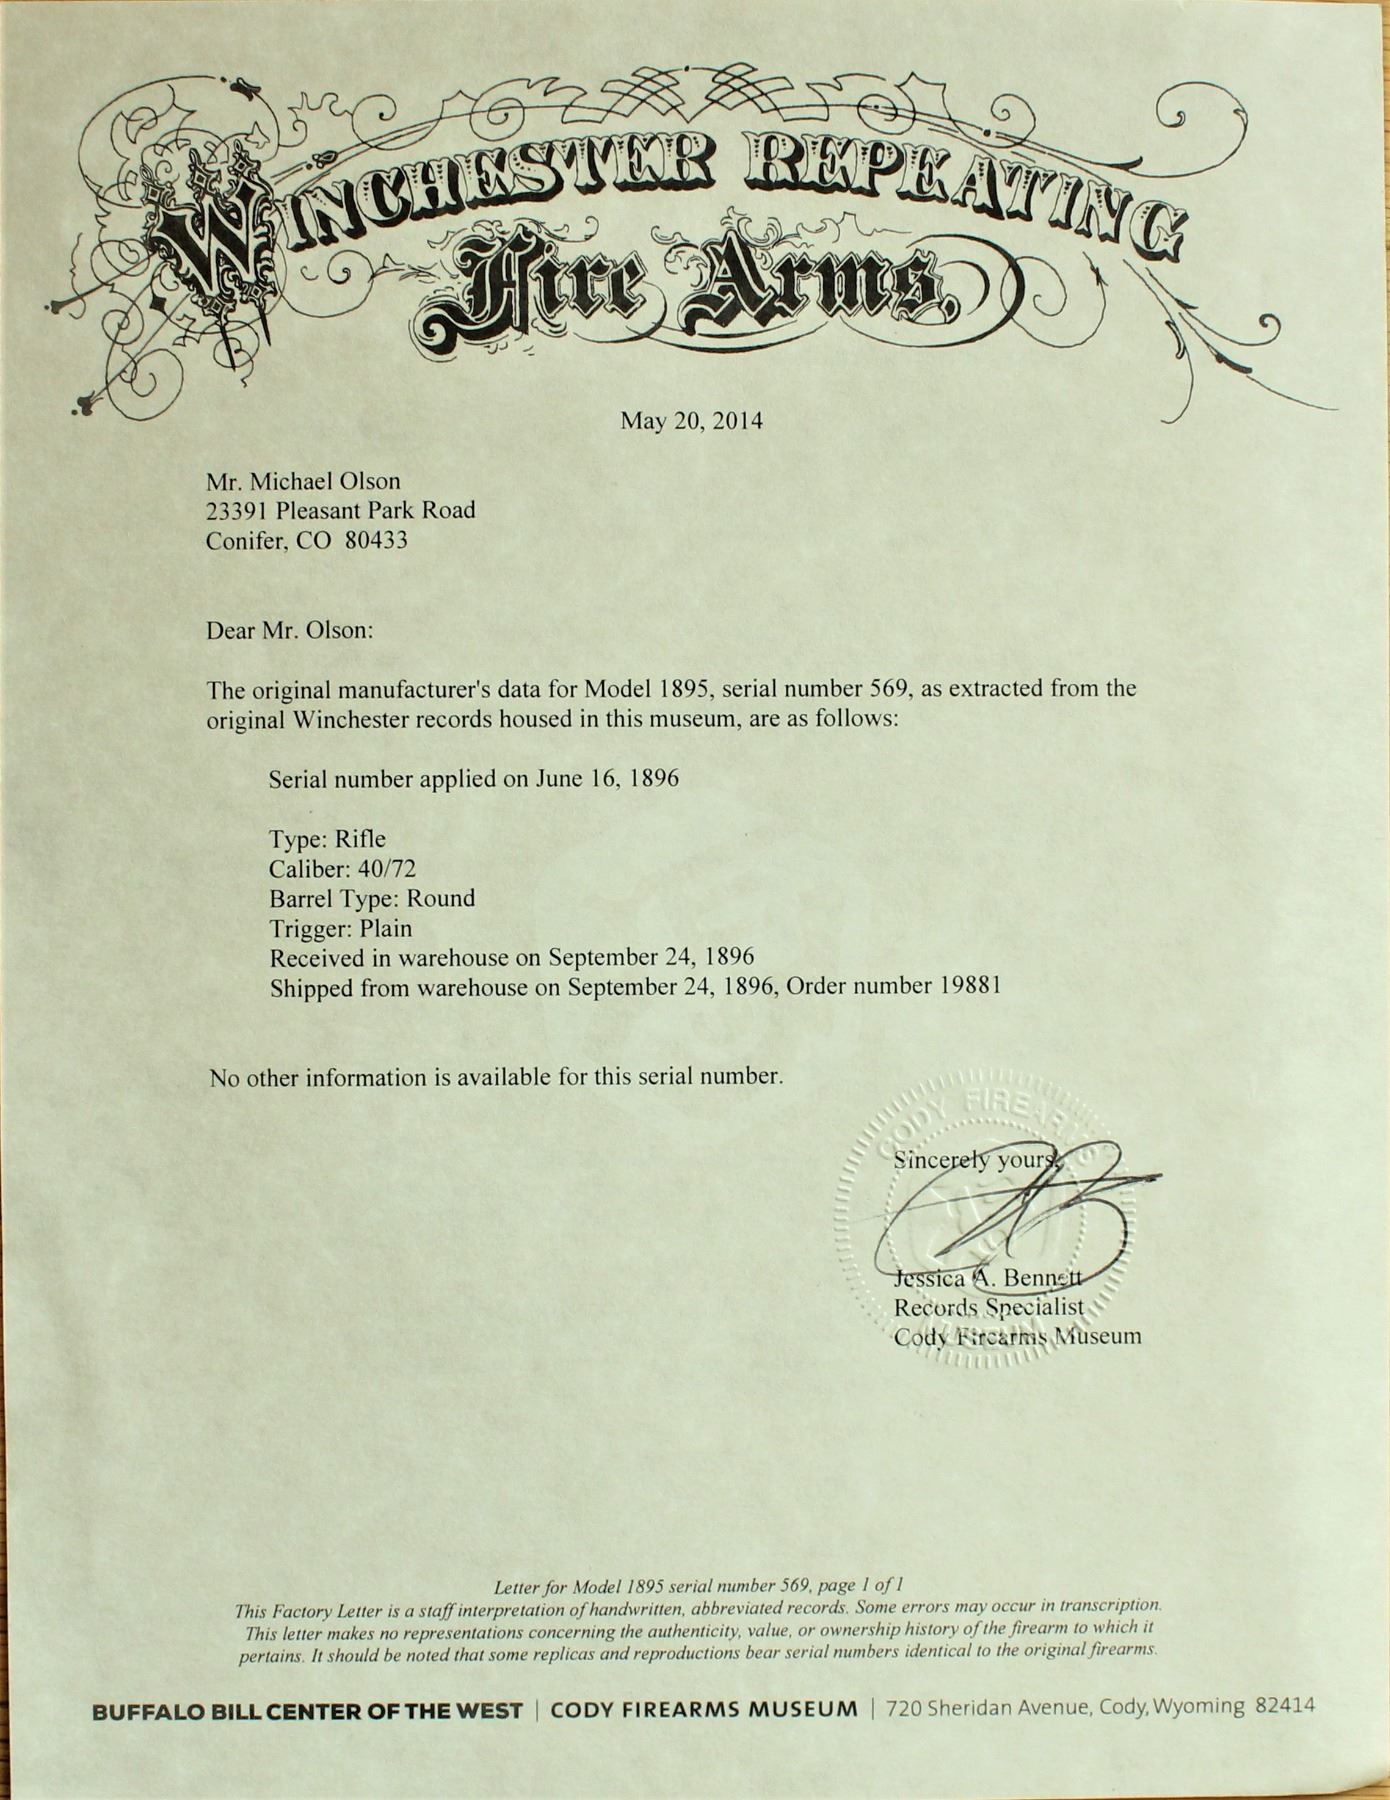 WINCHESTER REPEATING
Fire Arms.
May 20, 2014
Mr. Michael Olson
23391 Pleasant Park Road
Conifer, CO 80433
Dear Mr. Olson:
The original manufacturer's data for Model 1895, serial number 569, as extracted from the
original Winchester records housed in this museum, are as follows:
Serial number applied on June 16, 1896
Type: Rifle
Caliber: 40/72
Barrel Type: Round
Trigger: Plain
Received in warehouse on September 24, 1896
Shipped from warehouse on September 24, 1896, Order number 19881
No other information is available for this serial number.
CODY FIREARMS
MUSEUM
Sincerely yours,
Jessica A. Bennett
Records Specialist
Cody Firearms Museum
Letter for Model 1895 serial number 569, page 1 of 1
This Factory Letter is a staff interpretation of handwritten, abbreviated records. Some errors may occur in transcription.
This letter makes no representations concerning the authenticity, value, or ownership history of the firearm to which it
pertains. It should be noted that some replicas and reproductions bear serial numbers identical to the original firearms.
BUFFALO BILL CENTER OF THE WEST | CODY FIREARMS MUSEUM | 720 Sheridan Avenue, Cody, Wyoming 82414